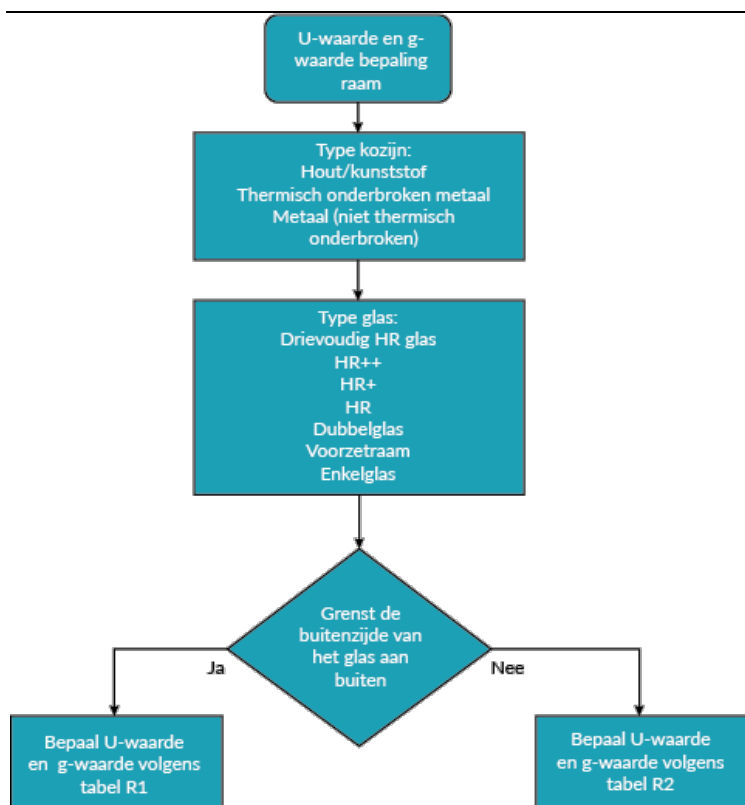 U-waarde en g-
waarde bepaling
raam
Type kozijn:
Hout/kunststof
Thermisch onderbroken metaal
Metaal (niet thermisch
onderbroken)
Type glas:
Drievoudig HR glas
HR++
HR+
HR
Dubbelglas
Voorzetraam
Enkelglas
Grenst de
buitenzijde van
het glas aan
buiten
Ja
Nee
Bepaal U-waarde
en g-waarde volgens
tabel R1
Bepaal U-waarde
en g-waarde volgens
tabel R2